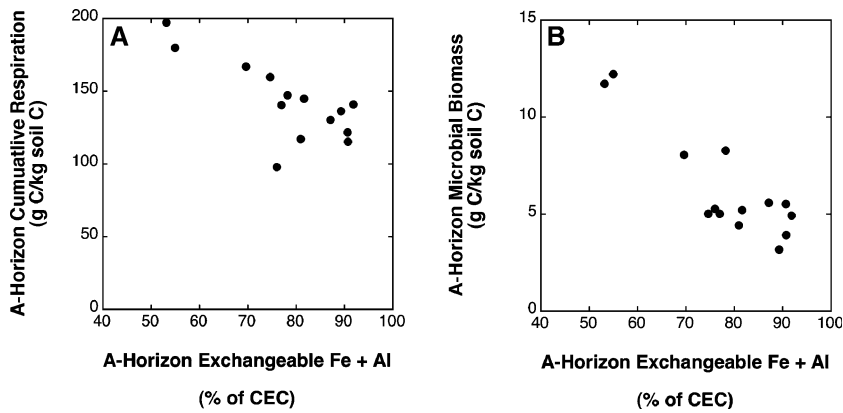 A
A-Horizon Cumuative Respiration
(g C/kg soil C)
200
150
100
50
0
40 50 60 70 80 90 100
A-Horizon Exchangeable Fe + Al
(% of CEC)
B
A-Horizon Microbial Biomass
(g C/kg soil C)
15
10
5
0
40 50 60 70 80 90 100
A-Horizon Exchangeable Fe + Al
(% of CEC)